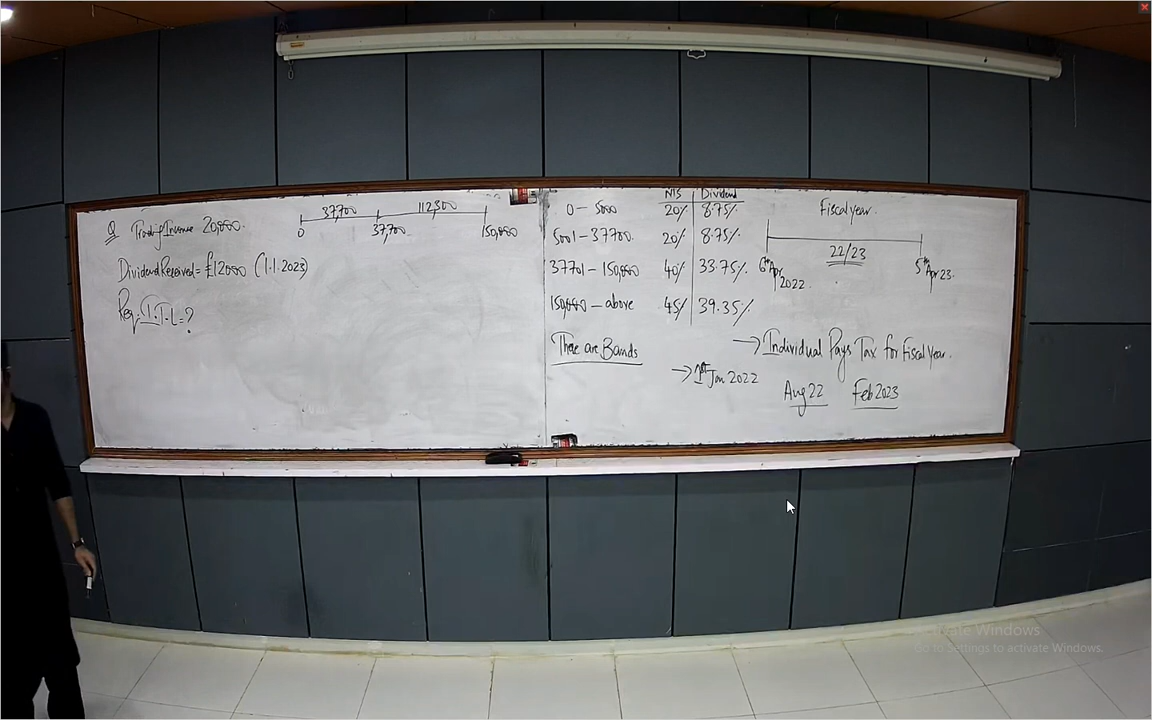 Q Trading Income 20,000.
Dividend Received = £12000 (1.1.2023)
Req: I.T.L = ?
37,700 112,300
0 37,700 150,000
NIS Dividend
0 - 5000 20% 8.75%
5001 - 37700. 20% 8.75%
37701 - 150,000 40% 33.75%
150,000 - above 45% 39.35%
These are Bands
Fiscal year.
22/23
6th Apr 2022. 5th Apr 23.
→ Individual Pays Tax for Fiscal Year.
→ 1st Jan 2022
Aug 22 Feb 2023
Activate Windows
Go to Settings to activate Windows.